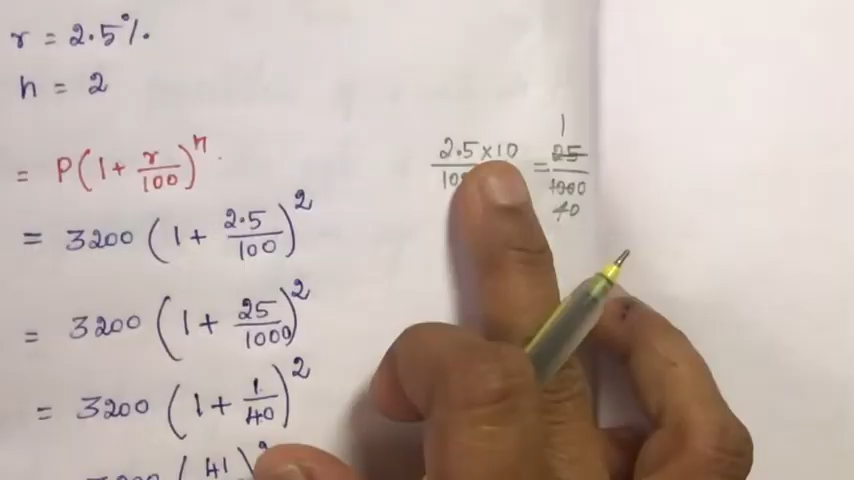 r = 2.5%.
n = 2
= P(1 + r/100)^n.
= 3200 (1 + 2.5/100)^2
= 3200 (1 + 25/1000)^2
= 3200 (1 + 1/40)^2
(41
2.5×10 = 25/1000
1
40